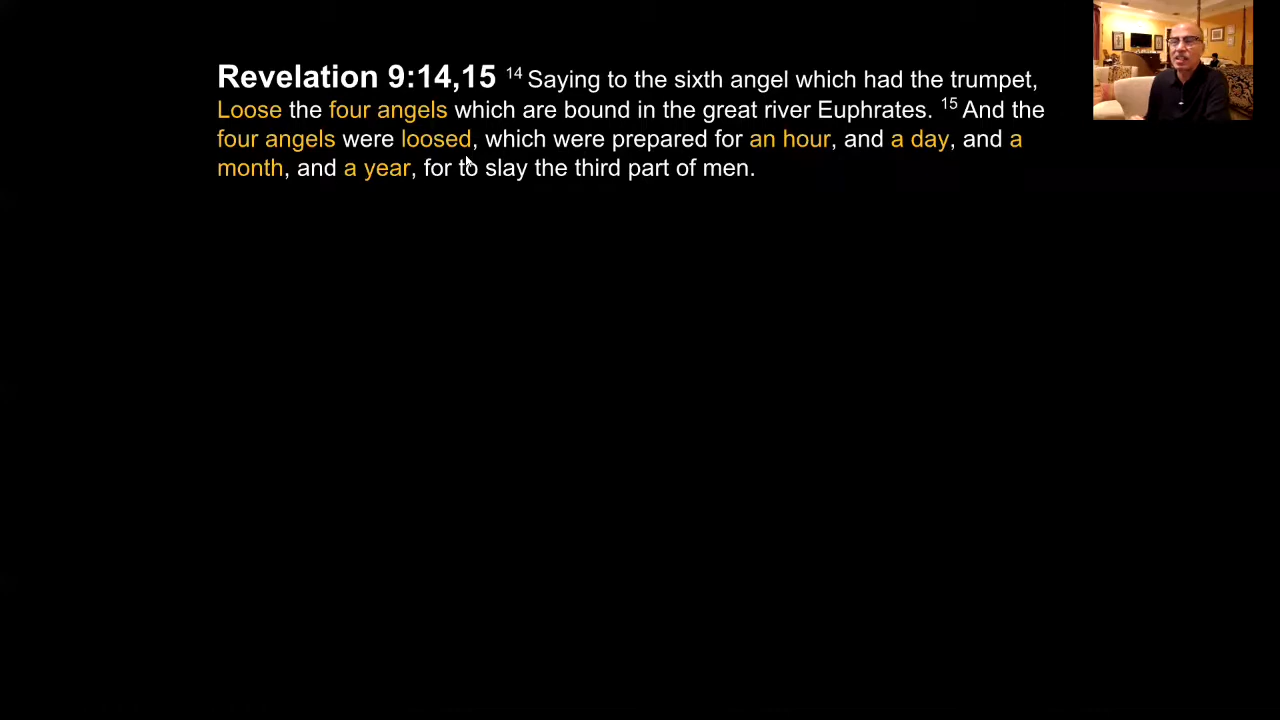 Revelation 9:14,15 14 Saying to the sixth angel which had the trumpet,
Loose the four angels which are bound in the great river Euphrates. 15 And the
four angels were loosed, which were prepared for an hour, and a day, and a
month, and a year, for to slay the third part of men.